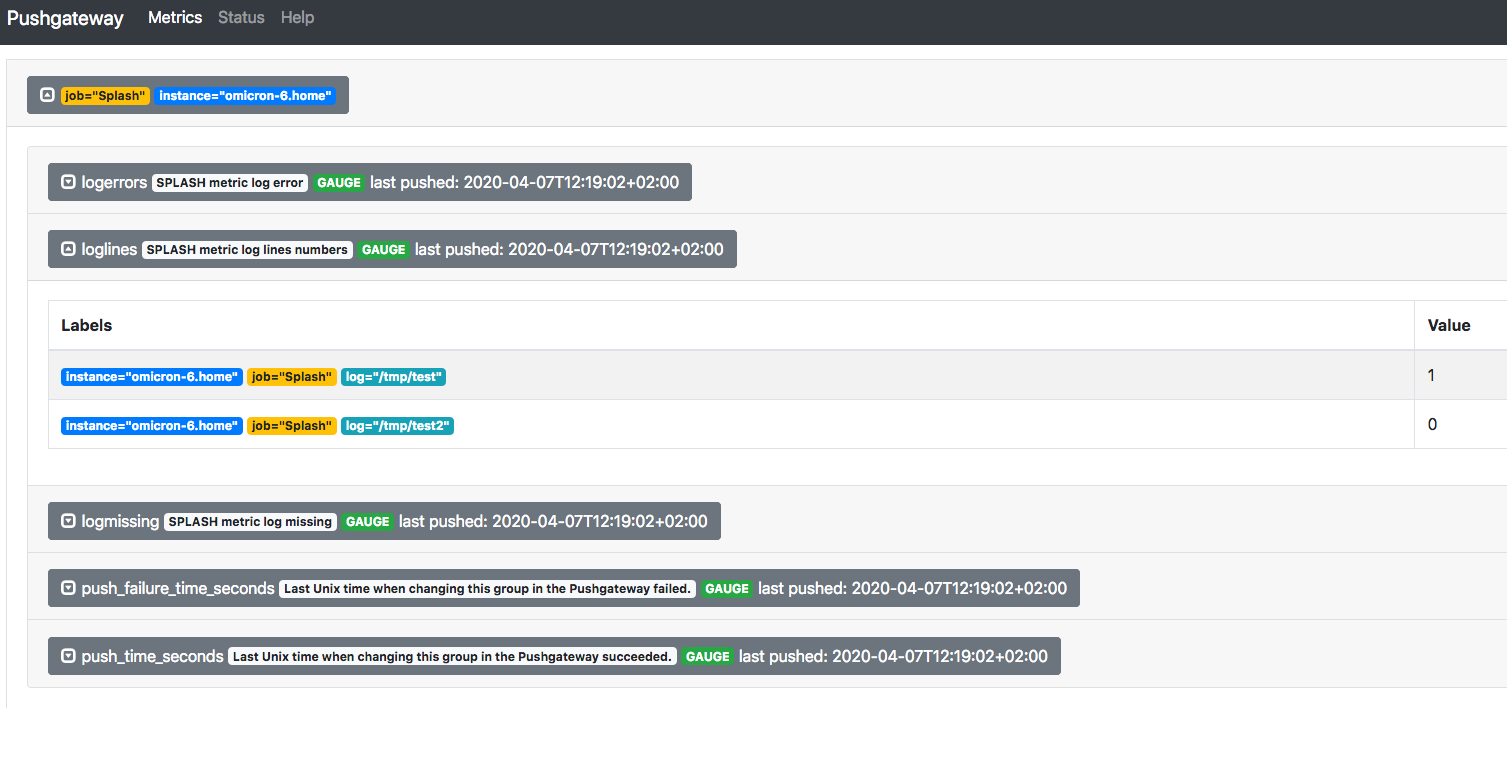 Pushgateway Metrics Status Help
job="Splash" instance="omicron-6.home"
logerrors SPLASH metric log error GAUGE last pushed: 2020-04-07T12:19:02+02:00
loglines SPLASH metric log lines numbers GAUGE last pushed: 2020-04-07T12:19:02+02:00
Labels Value
instance="omicron-6.home" job="Splash" log="/tmp/test" 1
instance="omicron-6.home" job="Splash" log="/tmp/test2" 0
logmissing SPLASH metric log missing GAUGE last pushed: 2020-04-07T12:19:02+02:00
push_failure_time_seconds Last Unix time when changing this group in the Pushgateway failed. GAUGE last pushed: 2020-04-07T12:19:02+02:00
push_time_seconds Last Unix time when changing this group in the Pushgateway succeeded. GAUGE last pushed: 2020-04-07T12:19:02+02:00